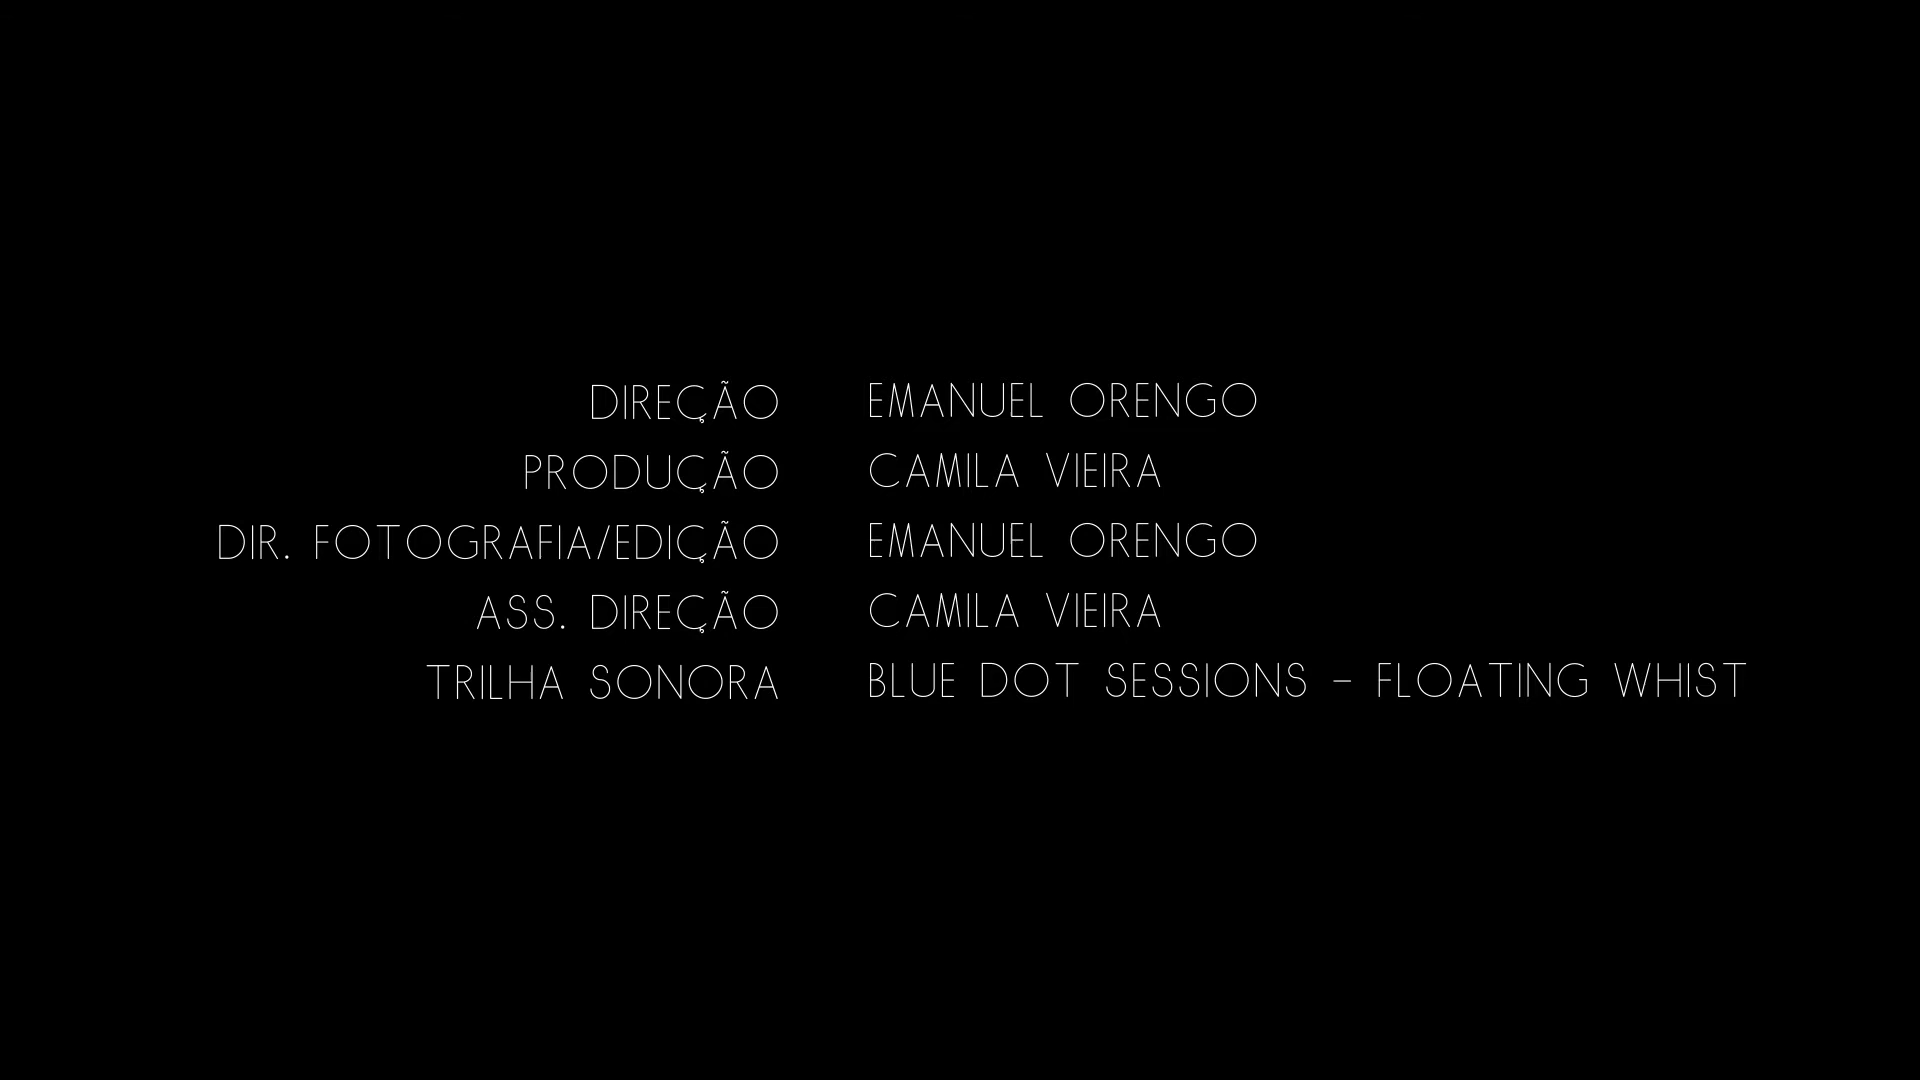 DIREÇÃO EMANUEL ORENGO
PRODUÇÃO CAMILA VIEIRA
DIR. FOTOGRAFIA/EDIÇÃO EMANUEL ORENGO
ASS. DIREÇÃO CAMILA VIEIRA
TRILHA SONORA BLUE DOT SESSIONS - FLOATING WHIST